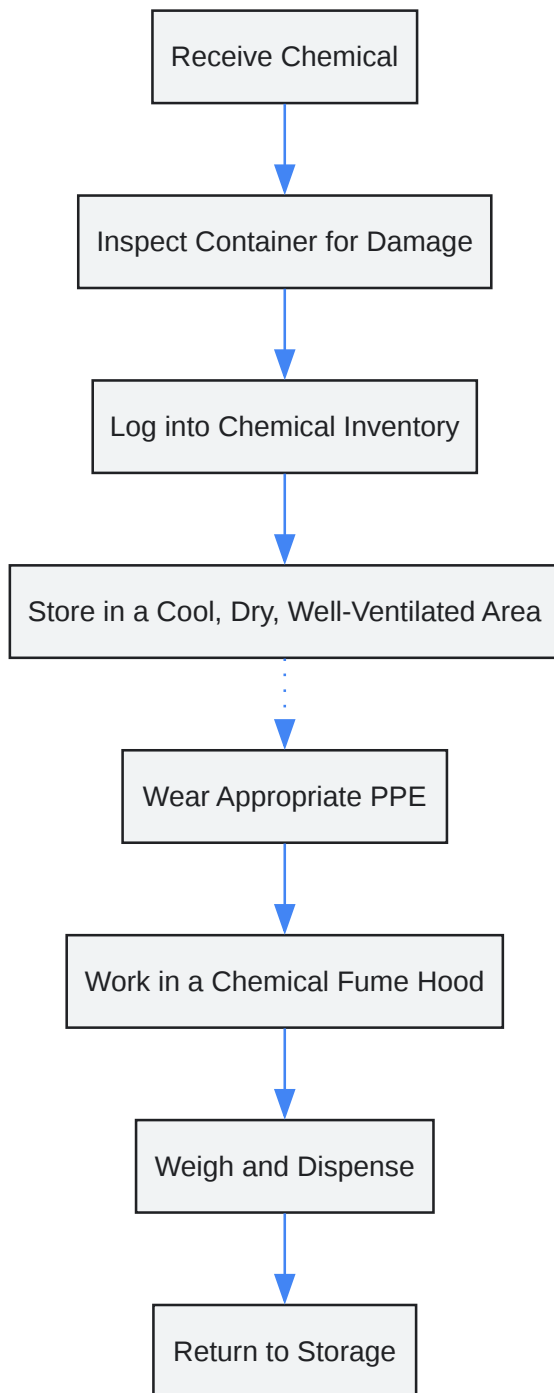 Receive Chemical
Inspect Container for Damage
Log into Chemical Inventory
Store in a Cool, Dry, Well-Ventilated Area
Wear Appropriate PPE
Work in a Chemical Fume Hood
Weigh and Dispense
Return to Storage